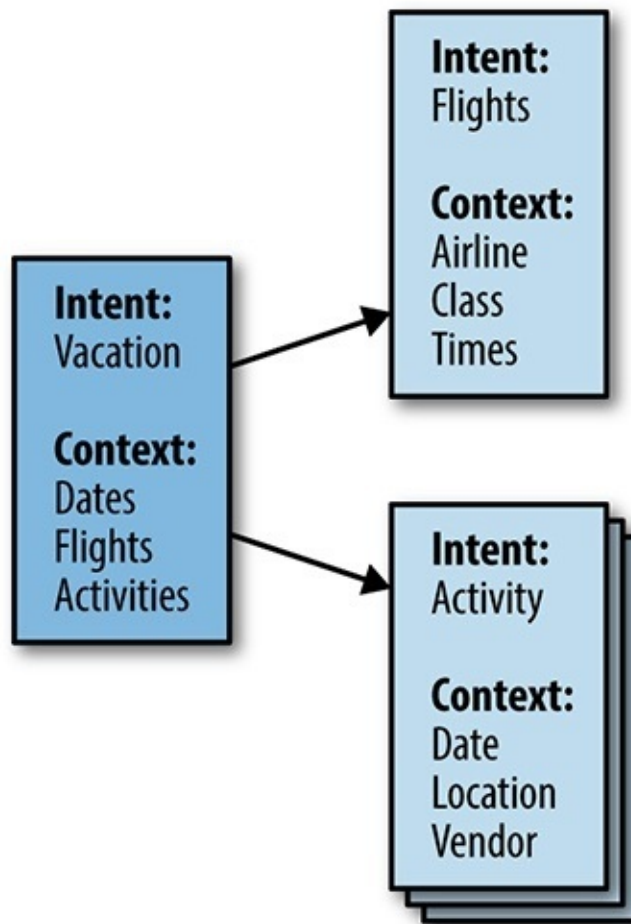 Intent:
Flights
Context:
Airline
Class
Times
Intent:
Vacation
Context:
Dates
Flights
Activities
Intent:
Activity
Context:
Date
Location
Vendor